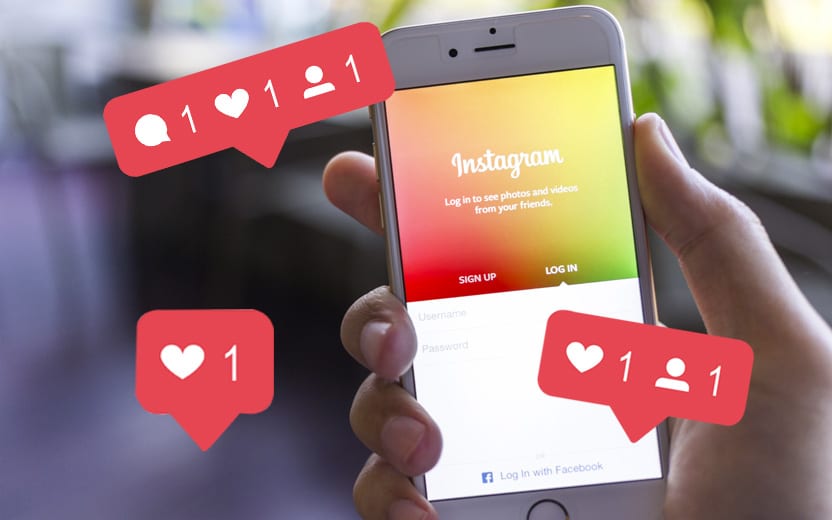 1 1 1
Instagram
Log in to see photos and videos
from your friends.
SIGN UP LOG IN
Username
Password
1
1 1
OR
Log In with Facebook